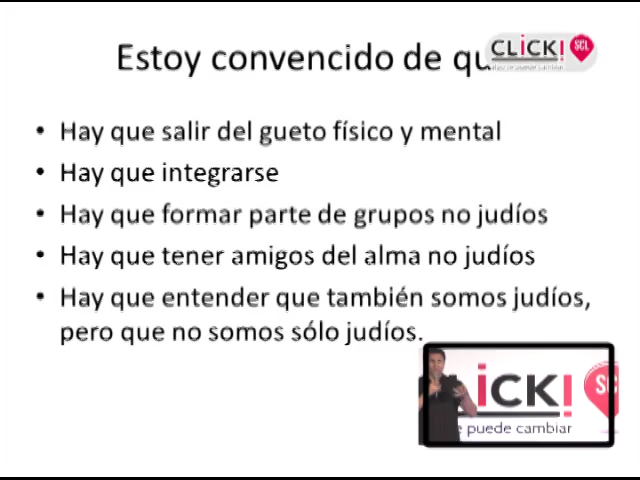 Estoy convencido de qu
CLiCK! SCL
• Hay que salir del gueto físico y mental
• Hay que integrarse
• Hay que formar parte de grupos no judíos
• Hay que tener amigos del alma no judíos
• Hay que entender que también somos judíos,
pero que no somos sólo judíos.
LiCK! SC
e puede cambiar